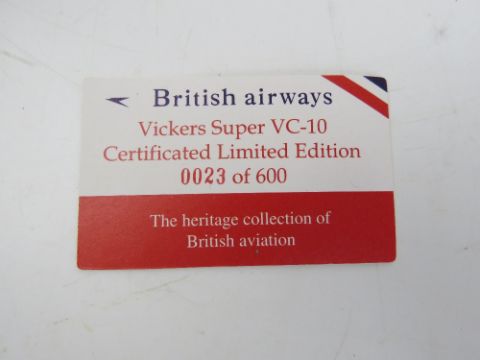 British airways
Vickers Super VC-10
Certificated Limited Edition
0023 of 600
The heritage collection of
British aviation